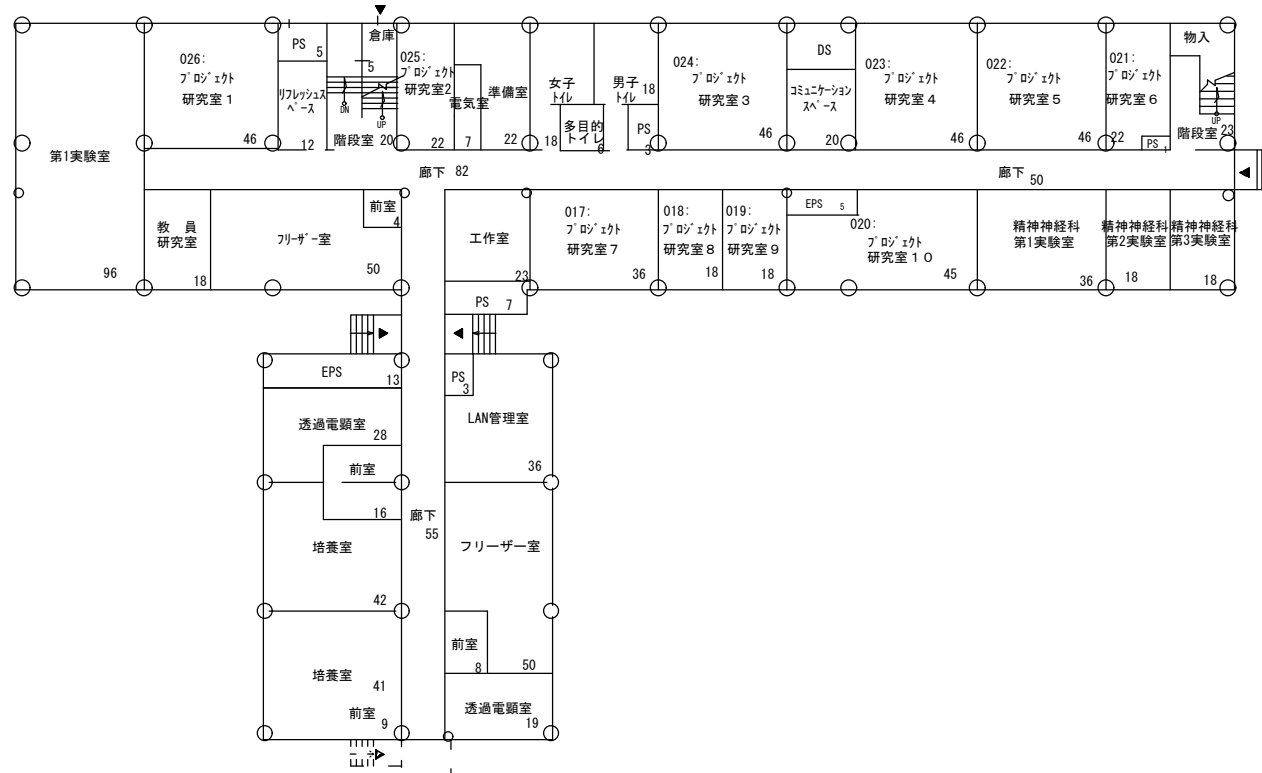 026:
ﾌﾟﾛｼﾞｪｸﾄ
研究室１
46
PS
5
ﾘﾌﾚｯｼｭｽ
ﾍﾟｰｽ
12
倉庫
5
DN
UP
階段室 20
025:
ﾌﾟﾛｼﾞｪｸﾄ
研究室2
22
電気室
7
準備室
22
女子
ﾄｲﾚ
18
多目的
トイレ
6
男子
ﾄｲﾚ
18
PS
3
024:
ﾌﾟﾛｼﾞｪｸﾄ
研究室３
46
DS
ｺﾐｭﾆｹｰｼｮﾝ
ｽﾍﾟｰｽ
20
023:
ﾌﾟﾛｼﾞｪｸﾄ
研究室４
46
022:
ﾌﾟﾛｼﾞｪｸﾄ
研究室５
46
021:
ﾌﾟﾛｼﾞｪｸﾄ
研究室６
22
PS
1
物入
UP
階段室
23
第1実験室
96
廊下 82
廊下
50
教 員
研究室
18
ﾌﾘｰｻﾞｰ室
50
前室
4
工作室
23
PS
7
017:
ﾌﾟﾛｼﾞｪｸﾄ
研究室７
36
018:
ﾌﾟﾛｼﾞｪｸﾄ
研究室８
18
019:
ﾌﾟﾛｼﾞｪｸﾄ
研究室９
18
EPS 5
020:
ﾌﾟﾛｼﾞｪｸﾄ
研究室１０
45
精神神経科
第1実験室
36
精神神経科
第2実験室
18
精神神経科
第3実験室
18
EPS
13
PS
3
透過電顕室
28
LAN管理室
36
前室
16
廊下
55
培養室
42
フリーザー室
50
前室
8
培養室
41
前室
9
透過電顕室
19